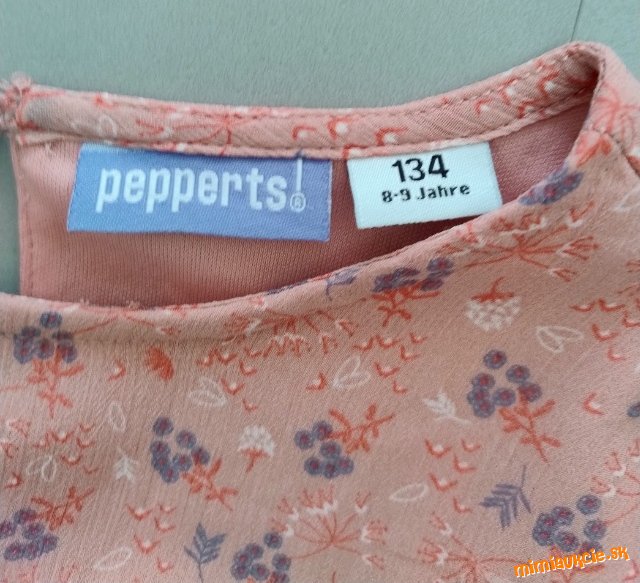 pepperts!®
134
8-9 Jahre
mimiaukcie.sk